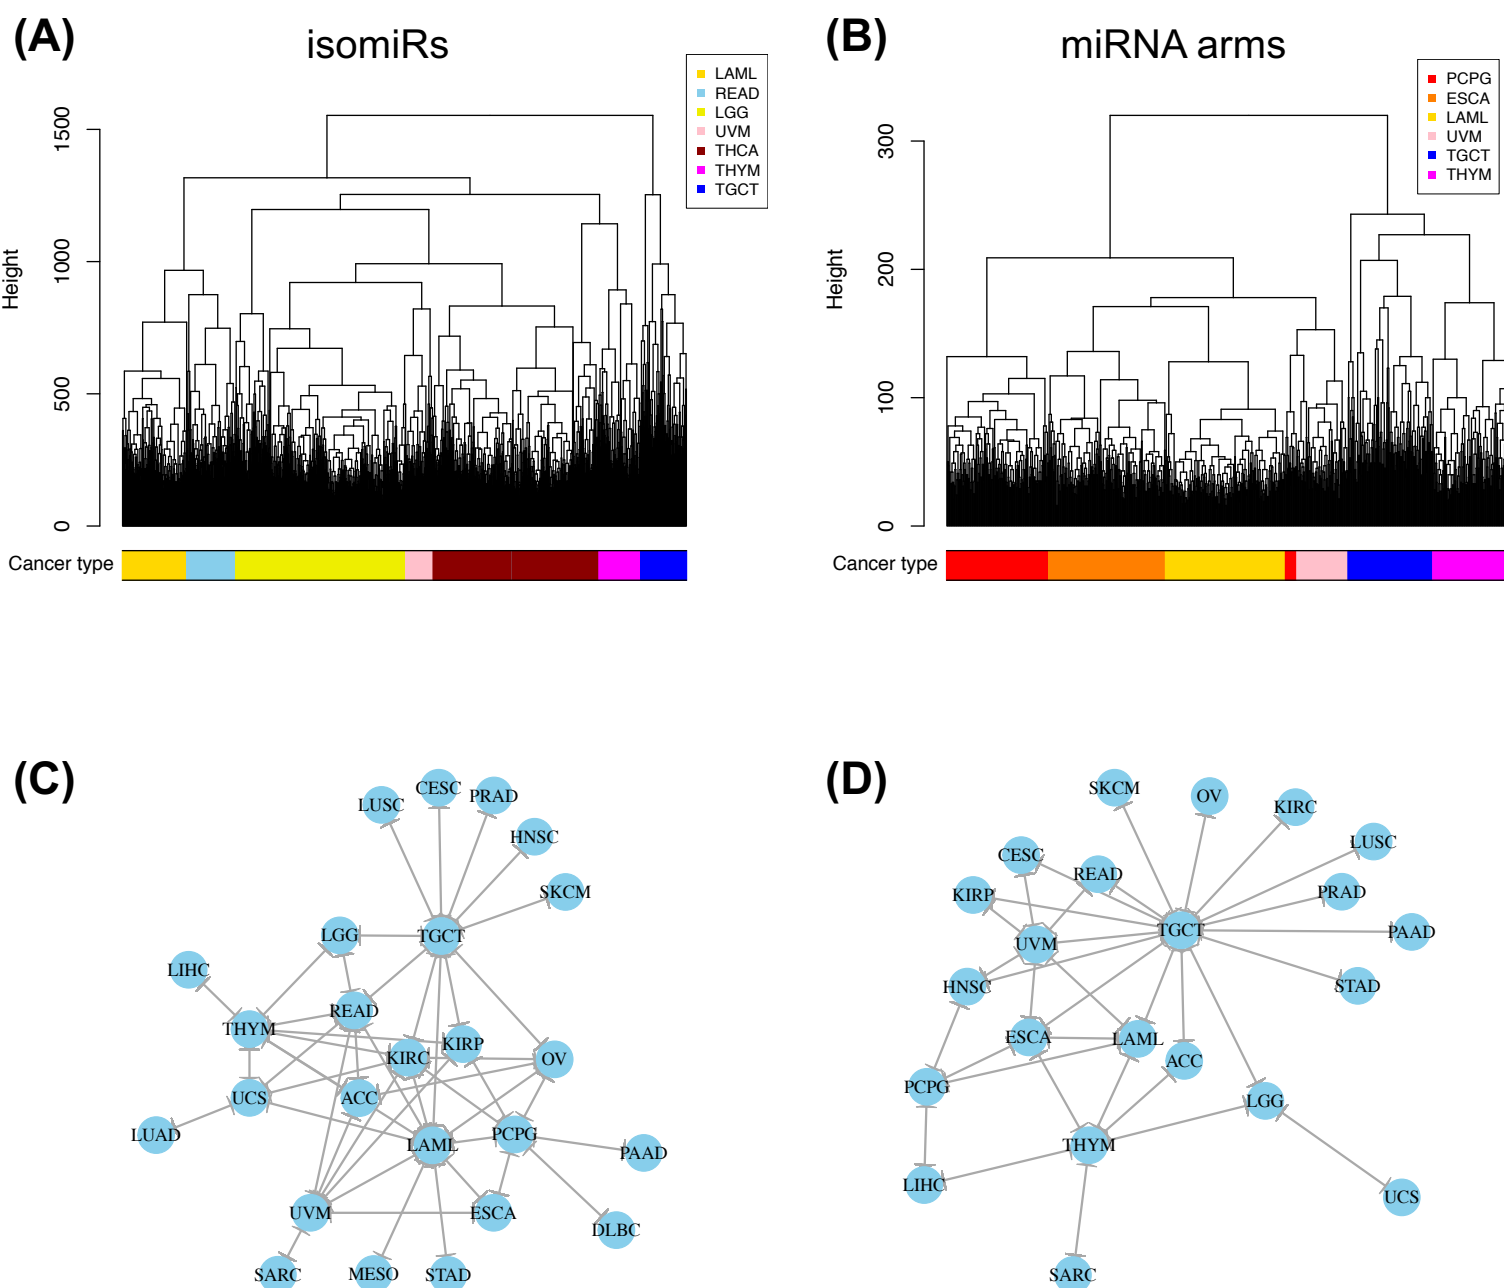 (A)
isomiRs
LAML
READ
LGG
UVM
THCA
THYM
TGCT
Height
1500
1000
500
0
Cancer type
(B)
miRNA arms
PCPG
ESCA
LAML
UVM
TGCT
THYM
Height
300
200
100
0
Cancer type
(C)
CESC
PRAD
LUSC
HNSC
SKCM
LGG
TGCT
LIHC
READ
THYM
KIRP
KIRC
OV
UCS
ACC
LUAD
PCPG
LAML
PAAD
UVM
ESCA
DLBC
SARC
MESO
STAD
(D)
SKCM
OV
KIRC
LUSC
CESC
READ
KIRP
PRAD
TGCT
PAAD
UVM
HNSC
STAD
ESCA
LAML
ACC
PCPG
LGG
THYM
LIHC
UCS
SARC